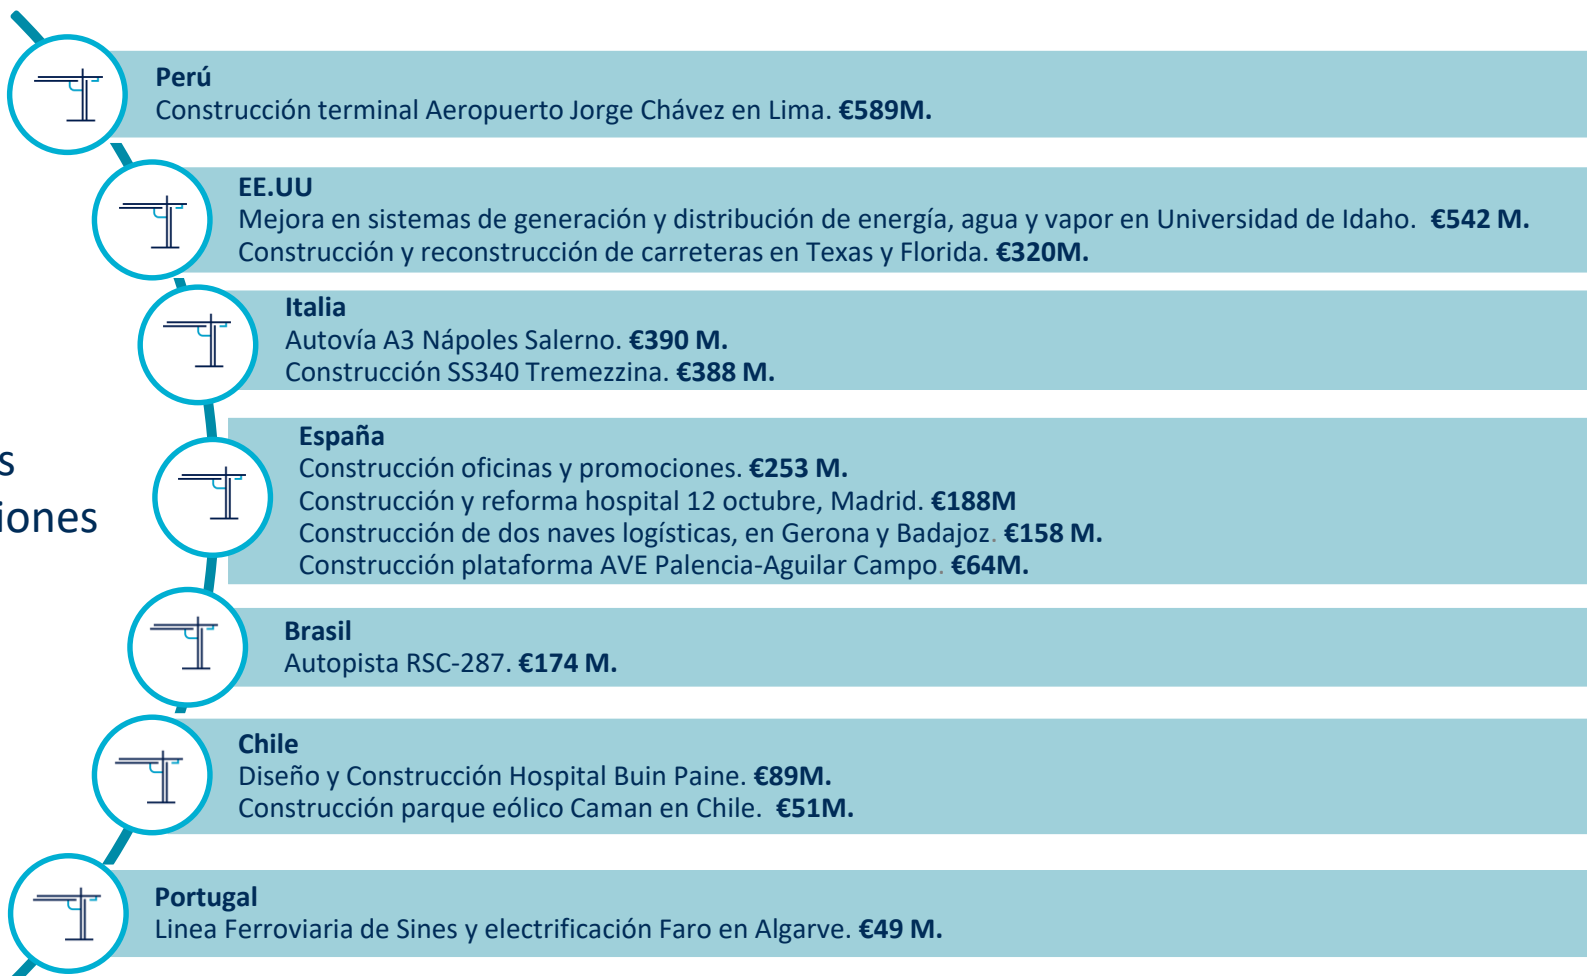 Perú
Construcción terminal Aeropuerto Jorge Chávez en Lima. €589M.
EE.UU
Mejora en sistemas de generación y distribución de energía, agua y vapor en Universidad de Idaho. €542 M.
Construcción y reconstrucción de carreteras en Texas y Florida. €320M.
Italia
Autovía A3 Nápoles Salerno. €390 M.
Construcción SS340 Tremezzina. €388 M.
España
Construcción oficinas y promociones. €253 M.
Construcción y reforma hospital 12 octubre, Madrid. €188M
Construcción de dos naves logísticas, en Gerona y Badajoz. €158 M.
Construcción plataforma AVE Palencia-Aguilar Campo. €64M.
Brasil
Autopista RSC-287. €174 M.
Chile
Diseño y Construcción Hospital Buin Paine. €89M.
Construcción parque eólico Caman en Chile. €51M.
Portugal
Linea Ferroviaria de Sines y electrificación Faro en Algarve. €49 M.